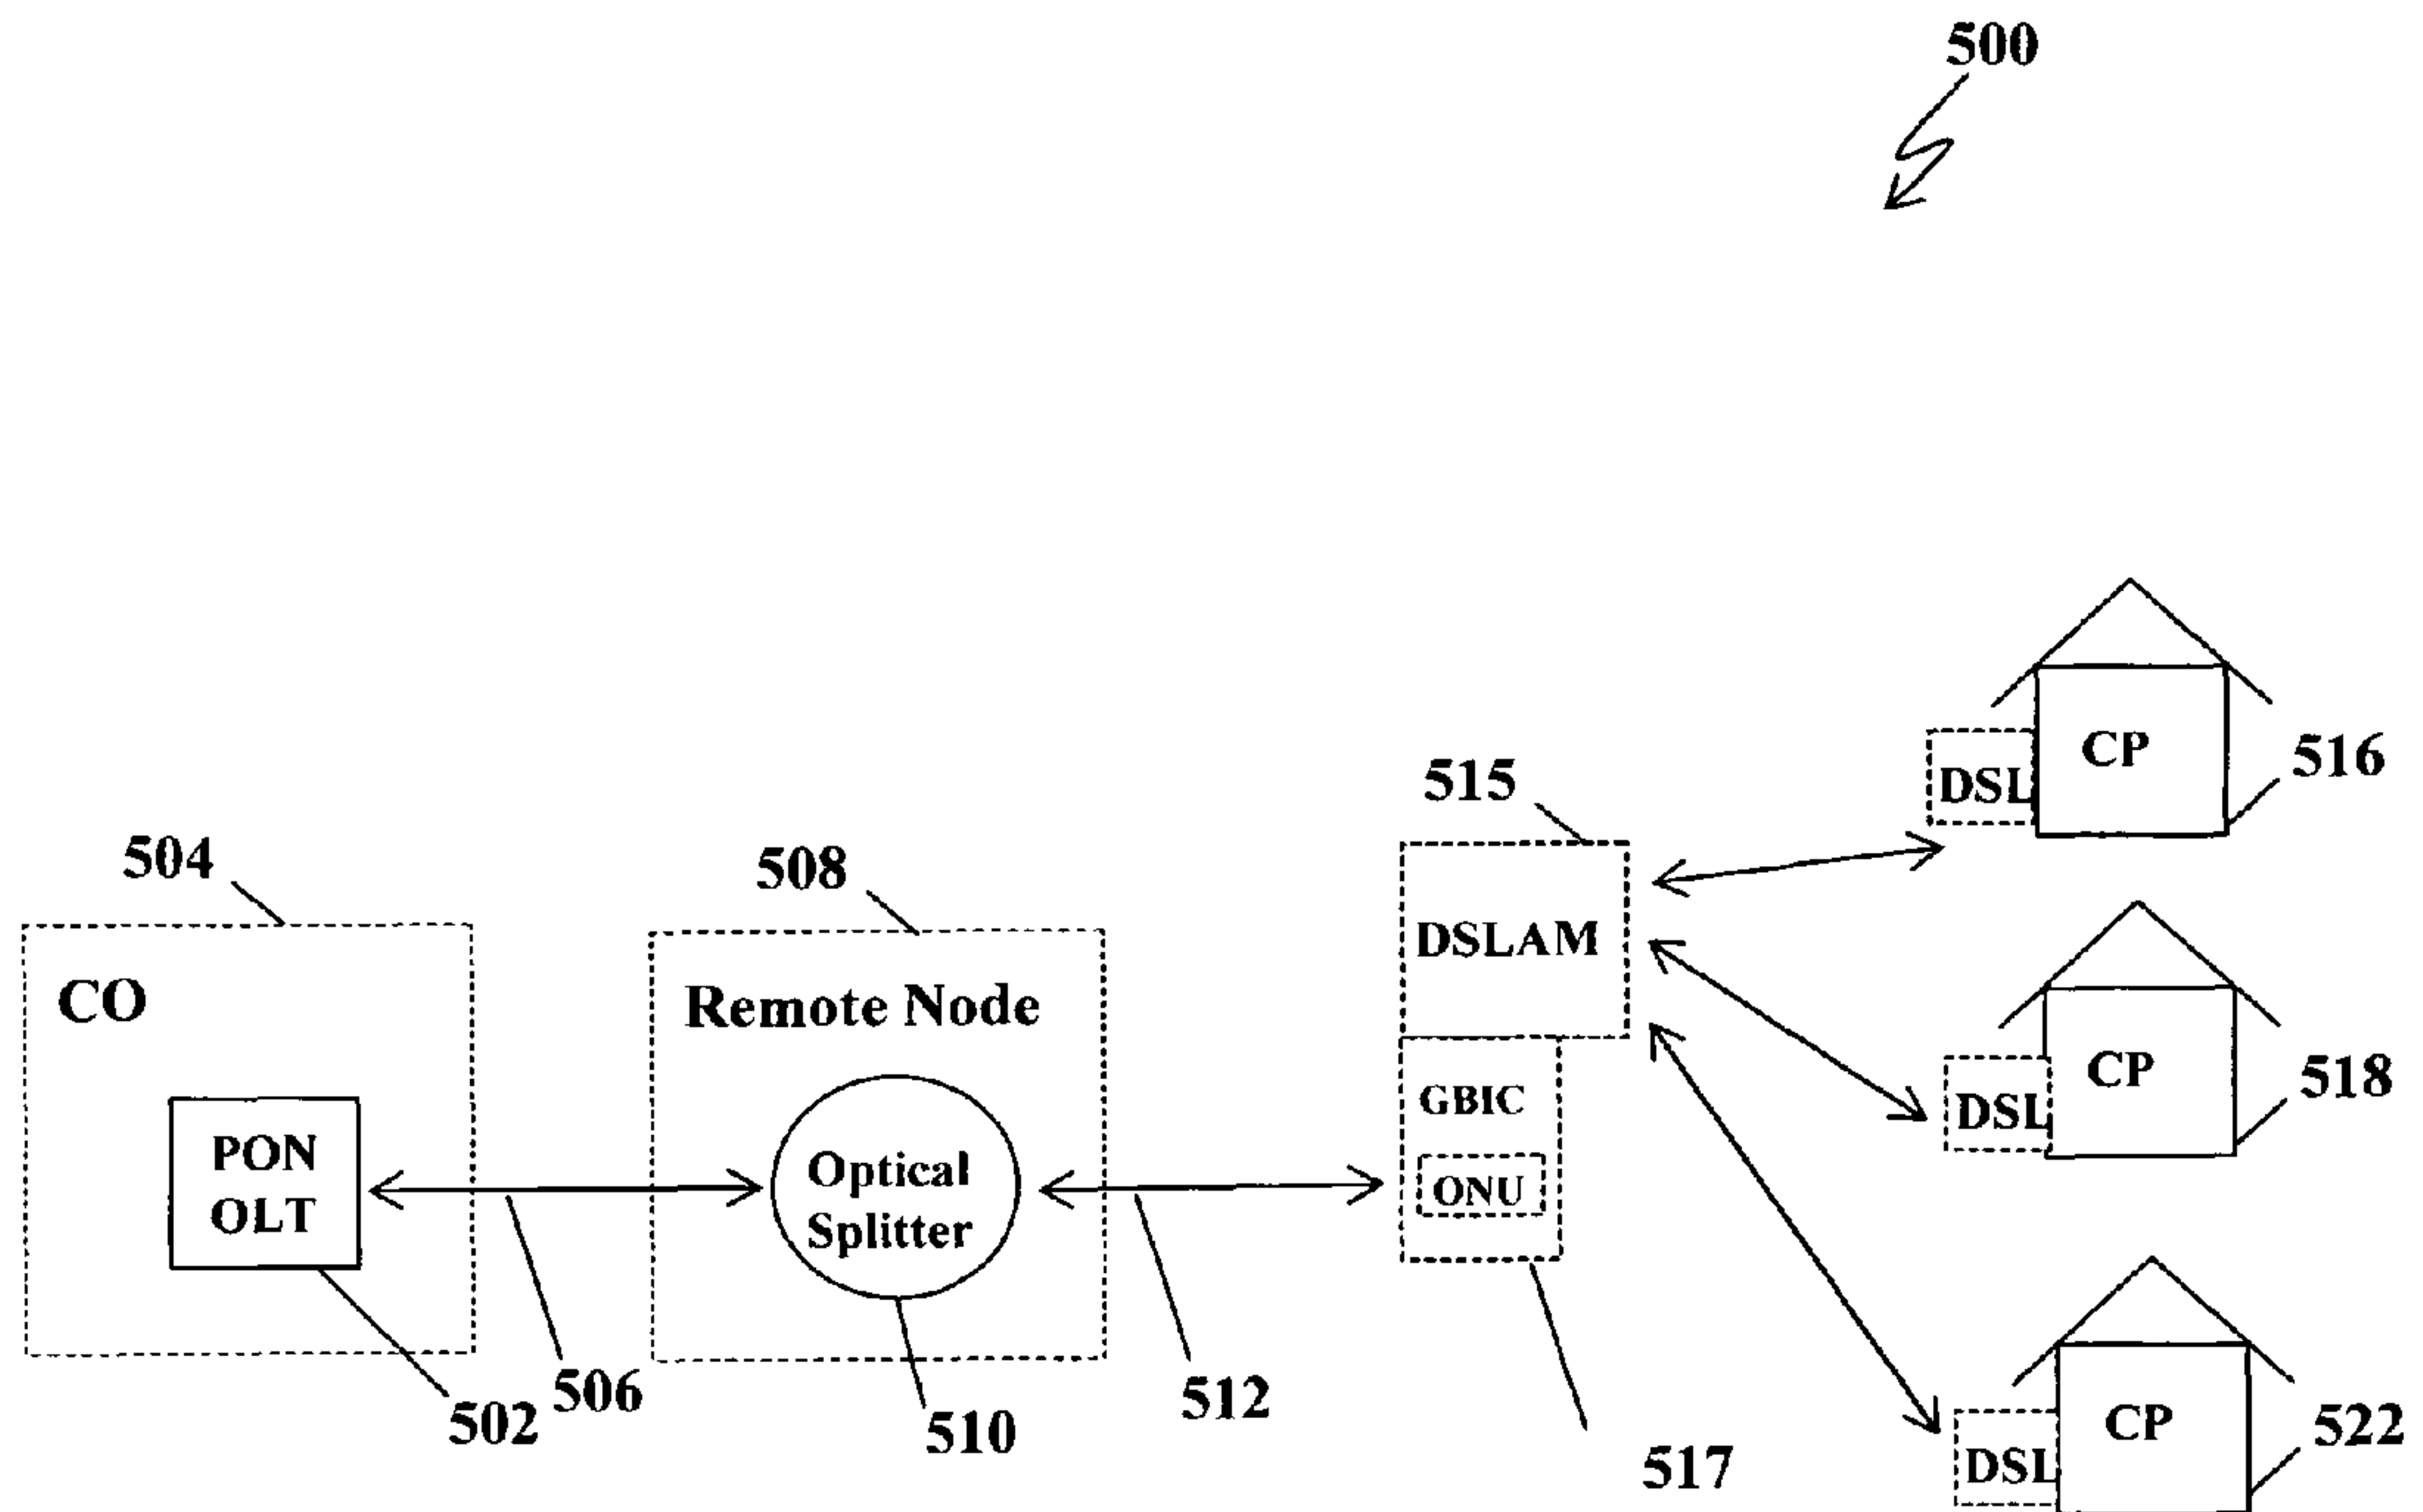 500
516
CP
DSL
515
504
508
DSLAM
CO
Remote Node
518
CP
DSL
GBIC
PON
OLT
Optical
Splitter
ONU
506
512
502
510
517
522
CP
DSL